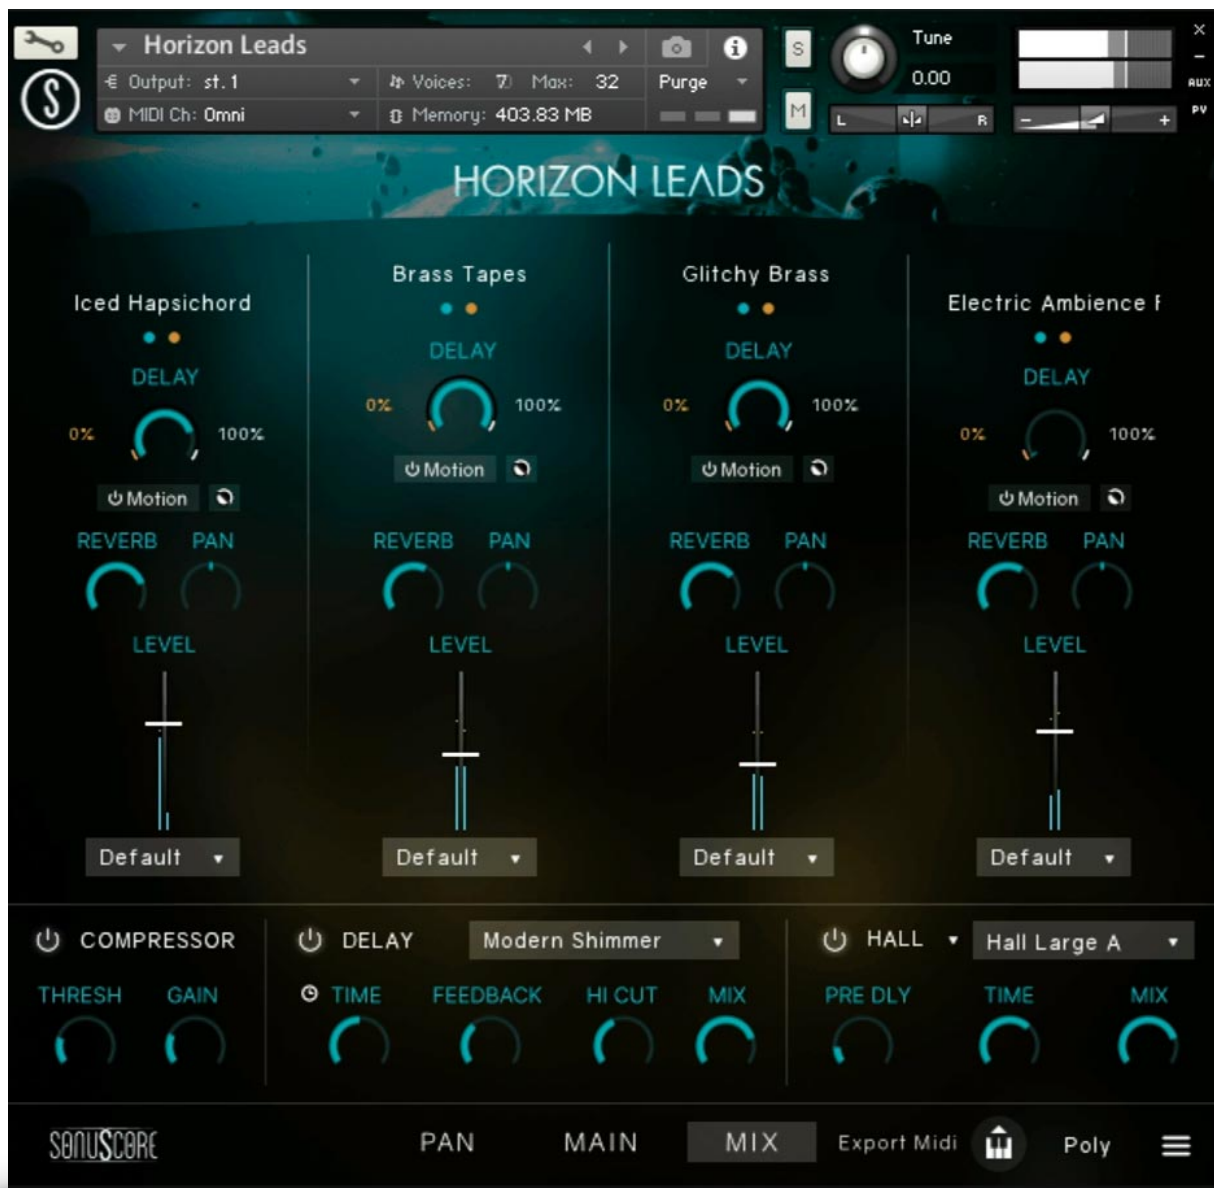 Horizon Leads
Output: st. 1
Voices: 7 Max: 32
Purge
MIDI Ch: Omni
Memory: 403.83 MB
S
M
Tune
0.00
L R
- +
×
–
AUX
PV
HORIZON LEADS
Iced Hapsichord
DELAY
0% 100%
Motion
REVERB PAN
LEVEL
Default
Brass Tapes
DELAY
0% 100%
Motion
REVERB PAN
LEVEL
Default
Glitchy Brass
DELAY
0% 100%
Motion
REVERB PAN
LEVEL
Default
Electric Ambience
DELAY
0% 100%
Motion
REVERB PAN
LEVEL
Default
COMPRESSOR
THRESH GAIN
DELAY Modern Shimmer
TIME FEEDBACK HI CUT MIX
HALL Hall Large A
PRE DLY TIME MIX
SONUSCORE
PAN MAIN MIX Export Midi Poly